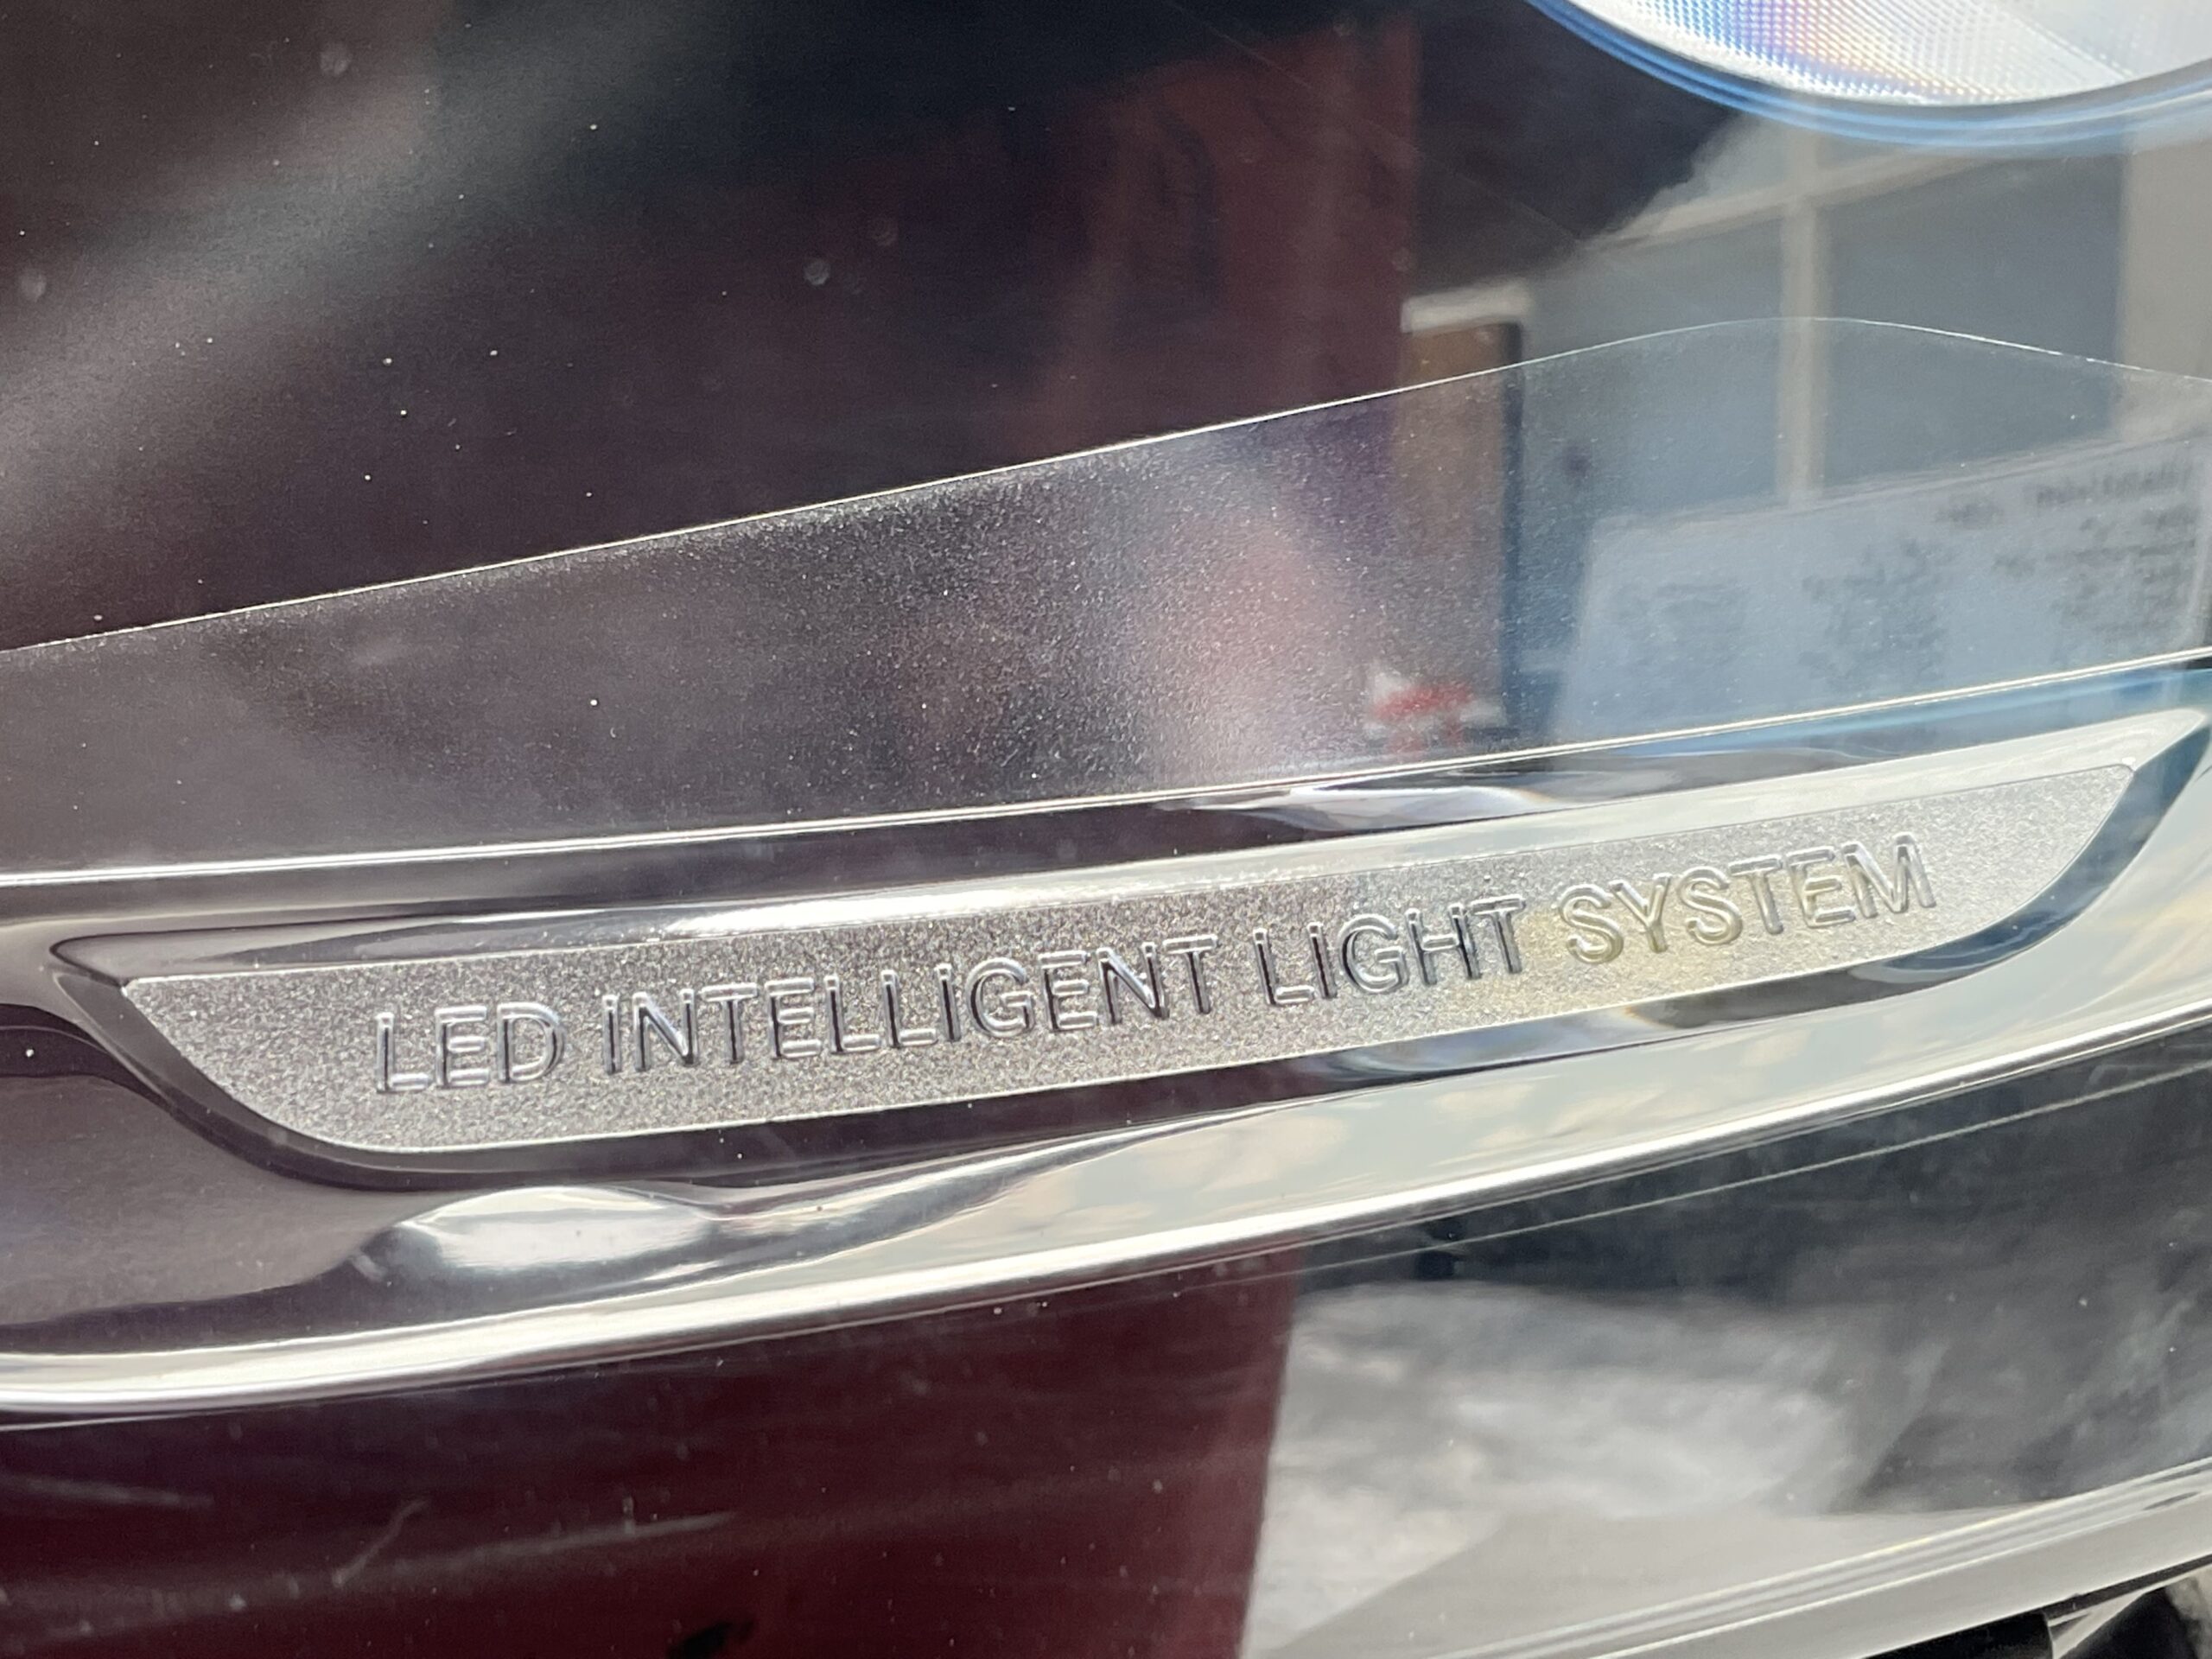 LED INTELLIGENT LIGHT SYSTEM